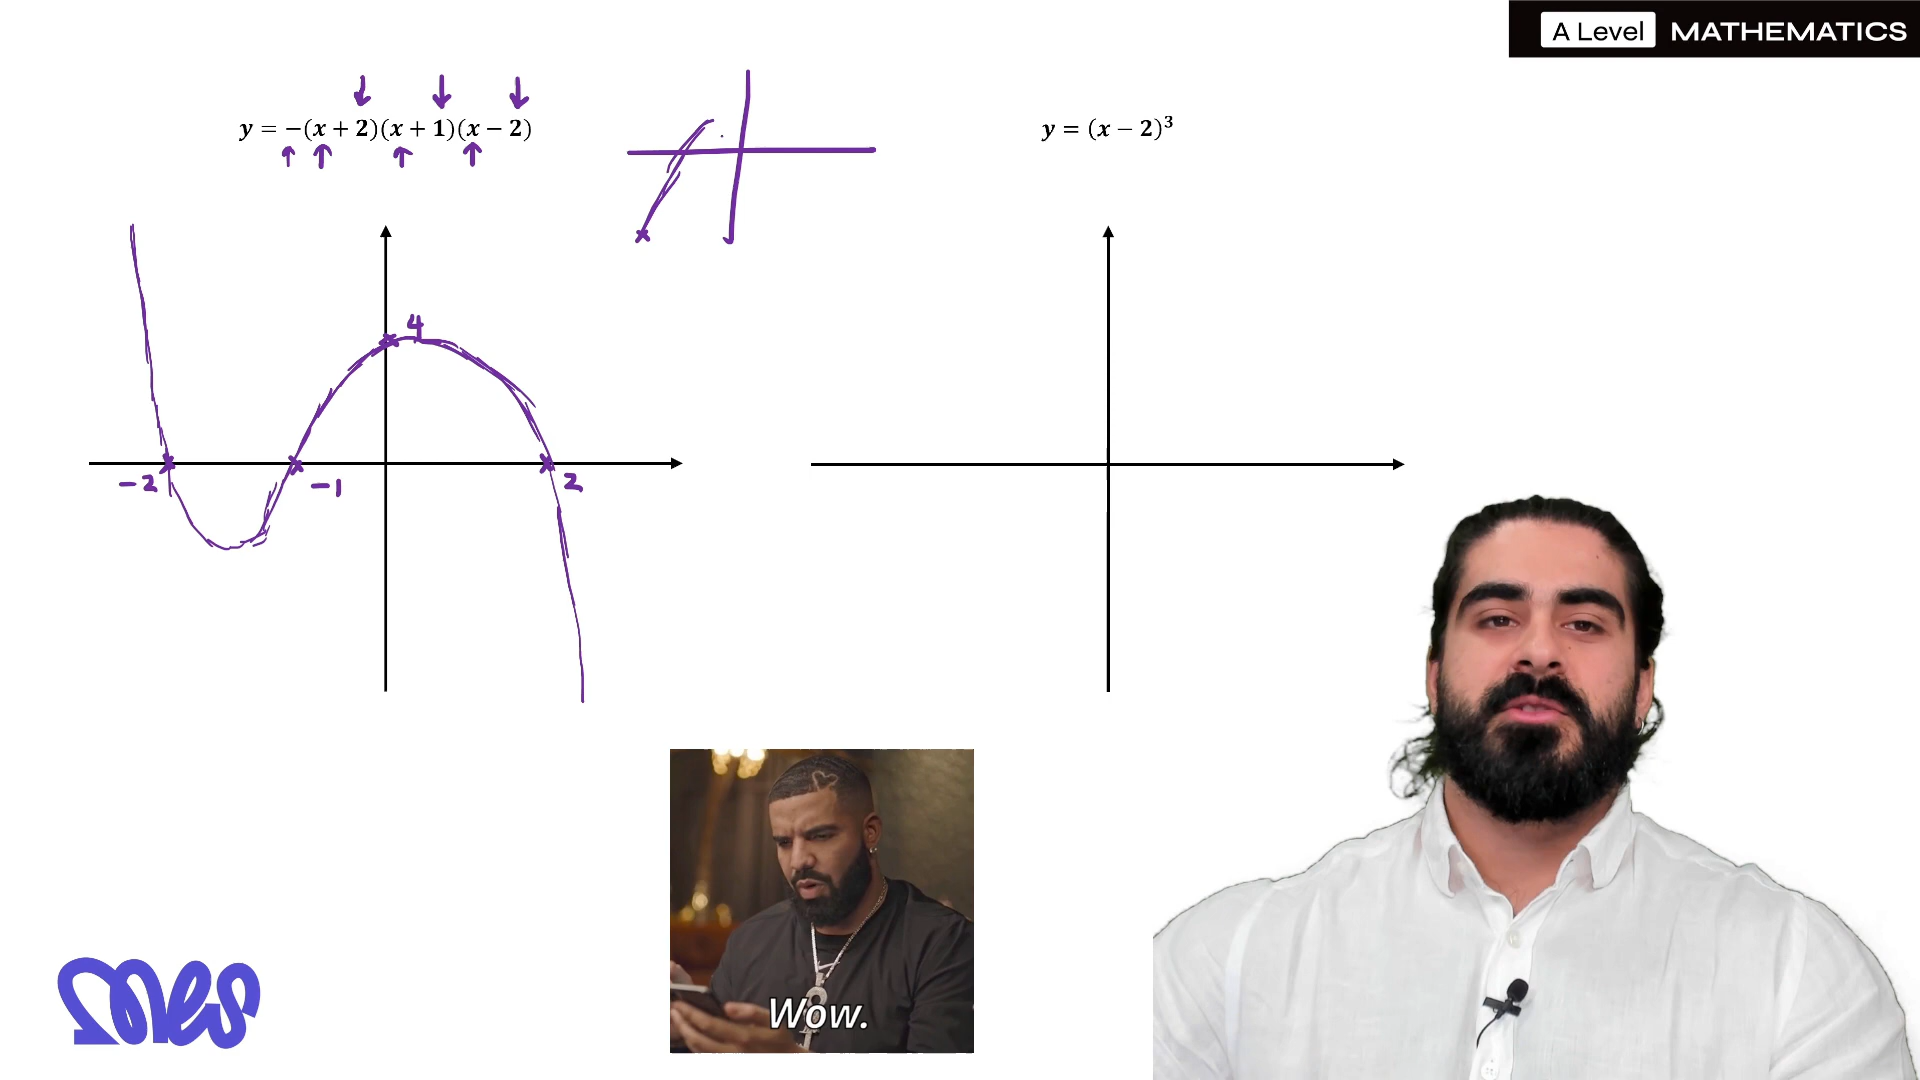 A Level MATHEMATICS
y = −(x + 2)(x + 1)(x − 2)
y = (x − 2)³
4
−2
−1
2
Wow.